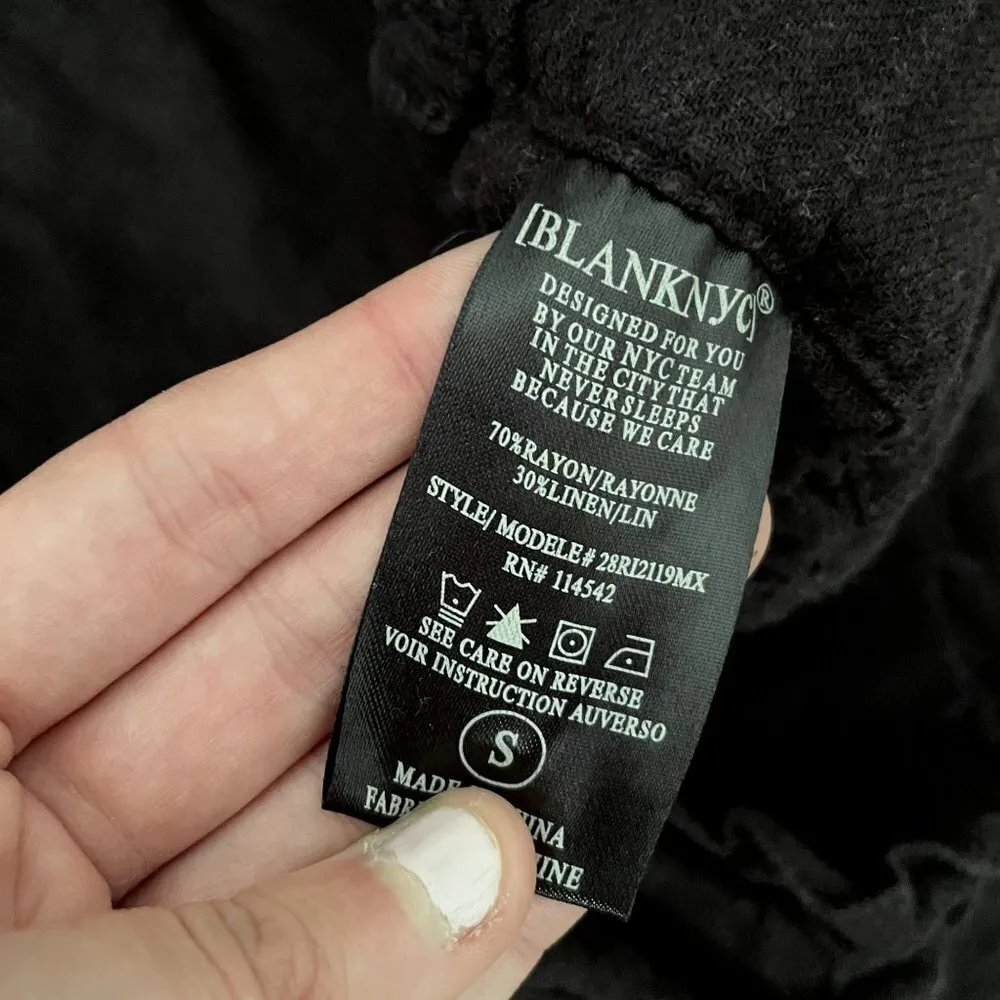 [BLANKNYC]®
DESIGNED FOR YOU
BY OUR NYC TEAM
IN THE CITY THAT
NEVER SLEEPS
BECAUSE WE CARE
70%RAYON/RAYONNE
30%LINEN/LIN
STYLE/ MODELE# 28RI2119MX
RN# 114542
SEE CARE ON REVERSE
VOIR INSTRUCTION AUVERSO
S
MADE